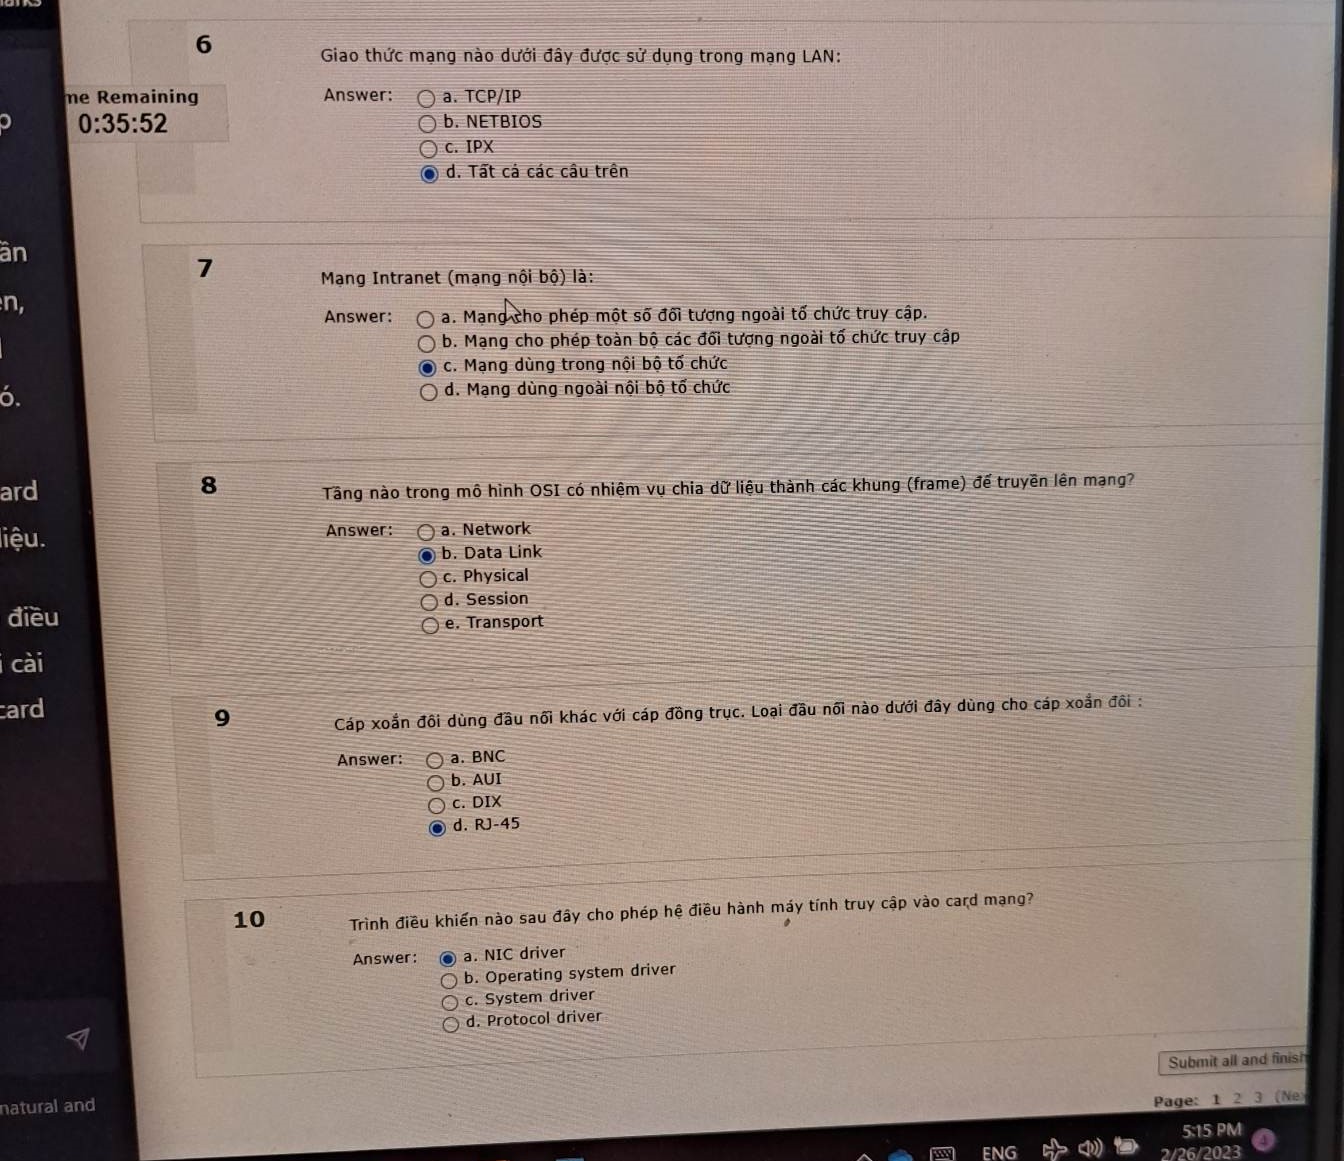 6
Giao thức mạng nào dưới đây được sử dụng trong mạng LAN:
me Remaining
0:35:52
Answer:
a. TCP/IP
b. NETBIOS
c. IPX
d. Tất cả các câu trên
7
Mạng Intranet (mạng nội bộ) là:
Answer:
a. Mạng cho phép một số đối tượng ngoài tổ chức truy cập.
b. Mạng cho phép toàn bộ các đối tượng ngoài tổ chức truy cập
c. Mạng dùng trong nội bộ tổ chức
d. Mạng dùng ngoài nội bộ tổ chức
8
Tầng nào trong mô hình OSI có nhiệm vụ chia dữ liệu thành các khung (frame) để truyền lên mạng?
Answer:
a. Network
b. Data Link
c. Physical
d. Session
e. Transport
9
Cáp xoắn đôi dùng đầu nối khác với cáp đồng trục. Loại đầu nối nào dưới đây dùng cho cáp xoắn đôi :
Answer:
a. BNC
b. AUI
c. DIX
d. RJ-45
10
Trình điều khiển nào sau đây cho phép hệ điều hành máy tính truy cập vào card mạng?
Answer:
a. NIC driver
b. Operating system driver
c. System driver
d. Protocol driver
Submit all and finish
Page: 1 2 3 (Nex
ần
ó.
ard
liệu.
điều
cài
card
natural and
ENG
5:15 PM
2/26/2023
4